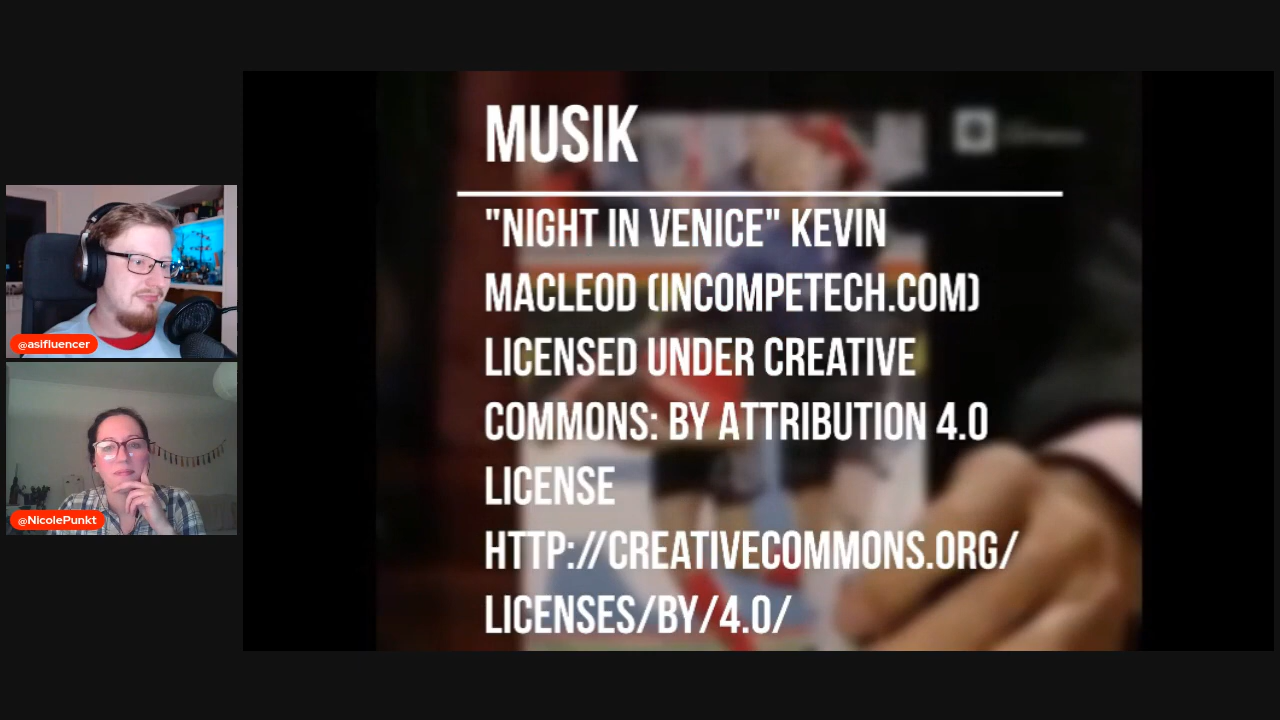 MUSIK
"NIGHT IN VENICE" KEVIN
MACLEOD (INCOMPETECH.COM)
LICENSED UNDER CREATIVE
COMMONS: BY ATTRIBUTION 4.0
LICENSE
HTTP://CREATIVECOMMONS.ORG/
LICENSES/BY/4.0/
@asifluencer
@NicolePunkt